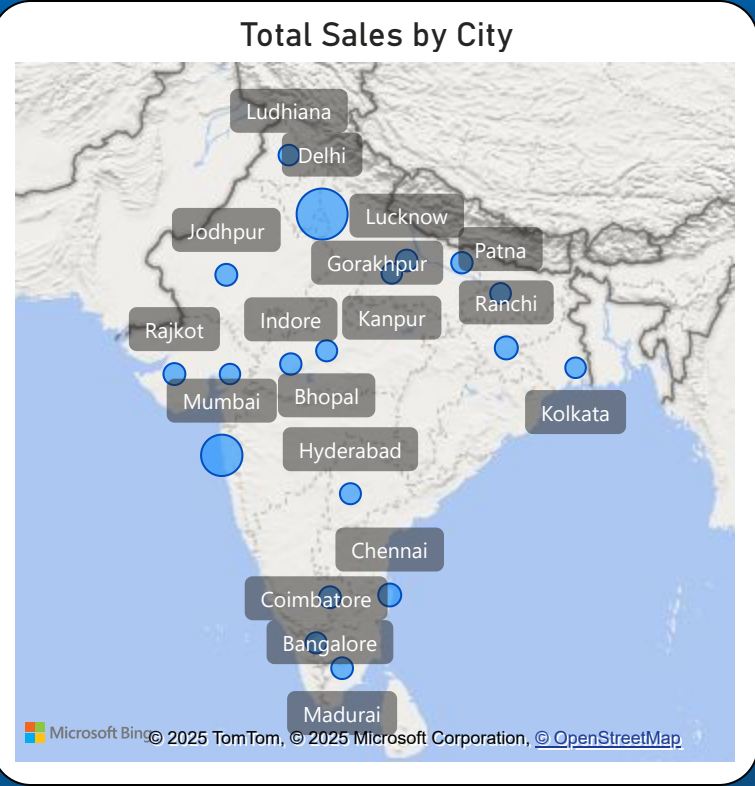 Total Sales by City
Ludhiana
Delhi
Lucknow
Jodhpur
Patna
Gorakhpur
Ranchi
Indore
Kanpur
Rajkot
Bhopal
Mumbai
Kolkata
Hyderabad
Chennai
Coimbatore
Bangalore
Madurai
Microsoft Bing
© 2025 TomTom, © 2025 Microsoft Corporation, © OpenStreetMap